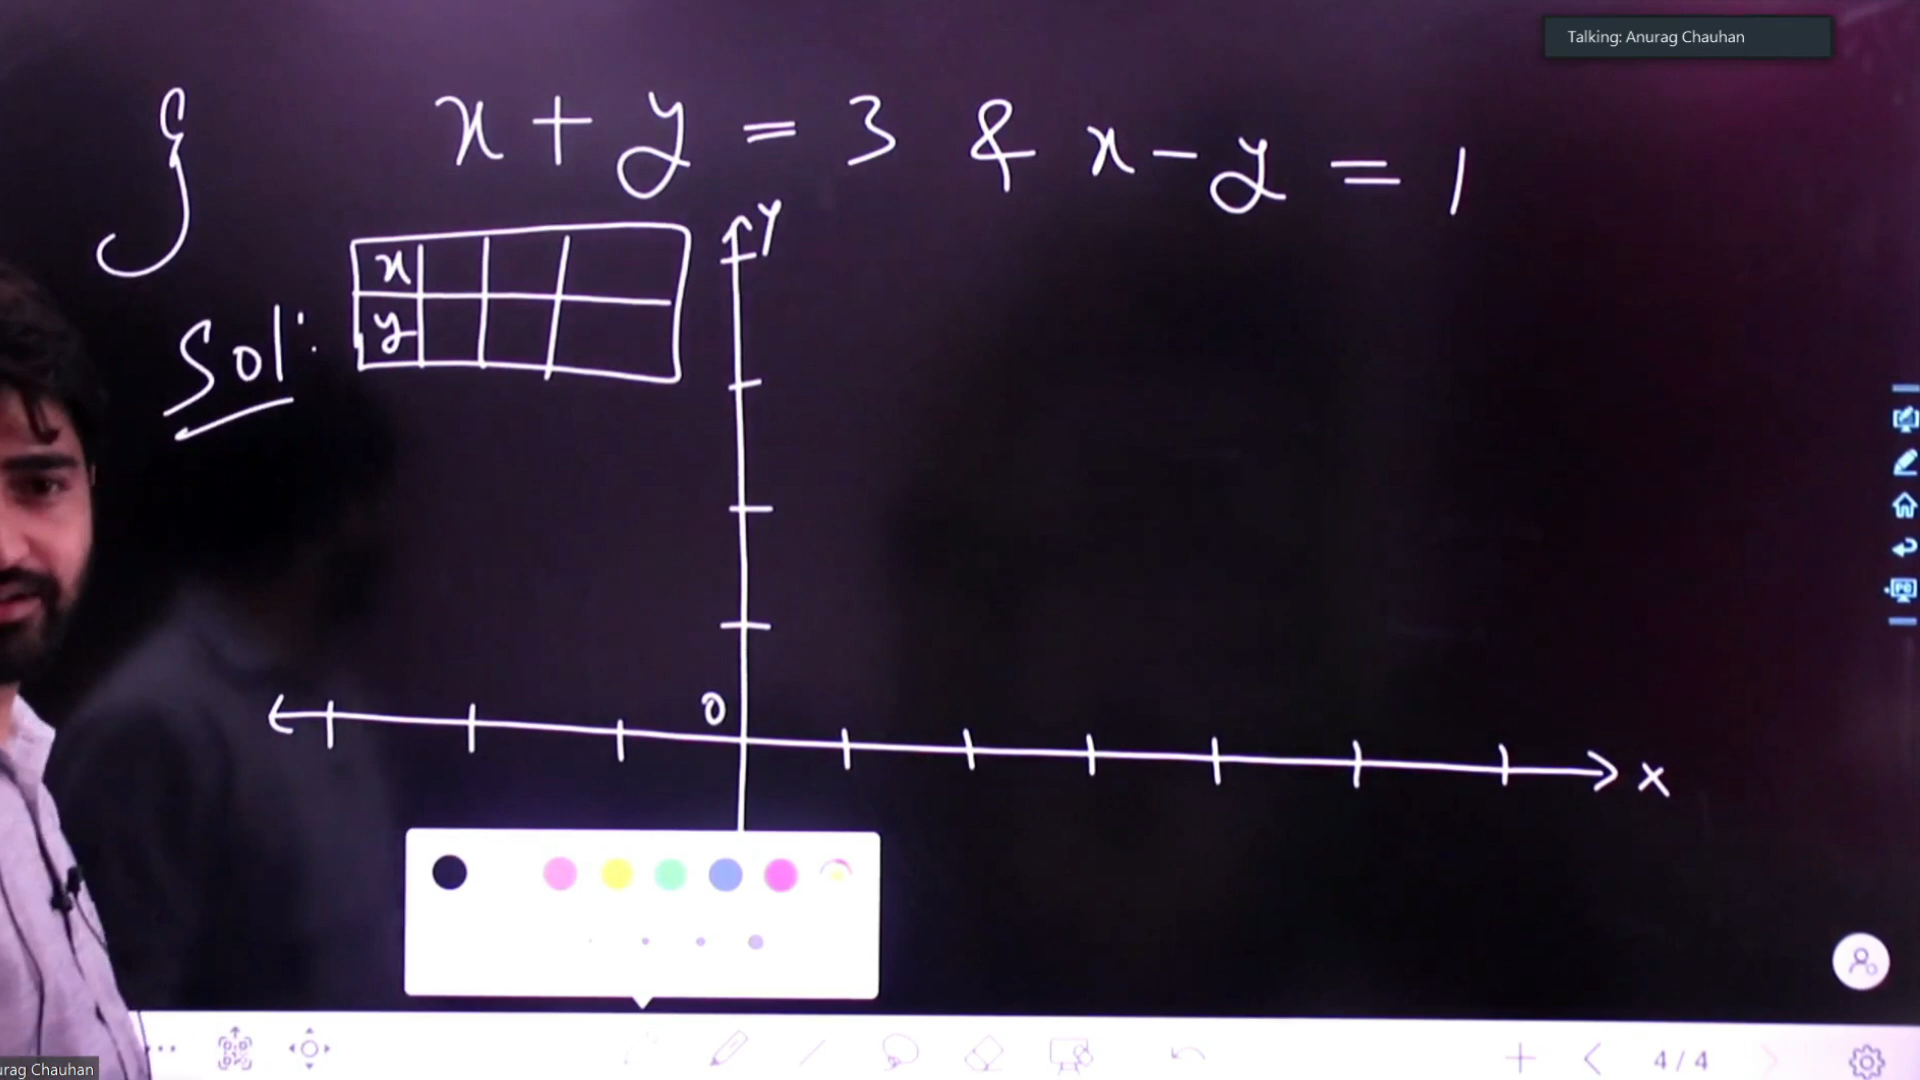 Talking: Anurag Chauhan
x + y = 3 & x - y = 1
Sol:
x
y
Y
0
X
4 / 4
urag Chauhan